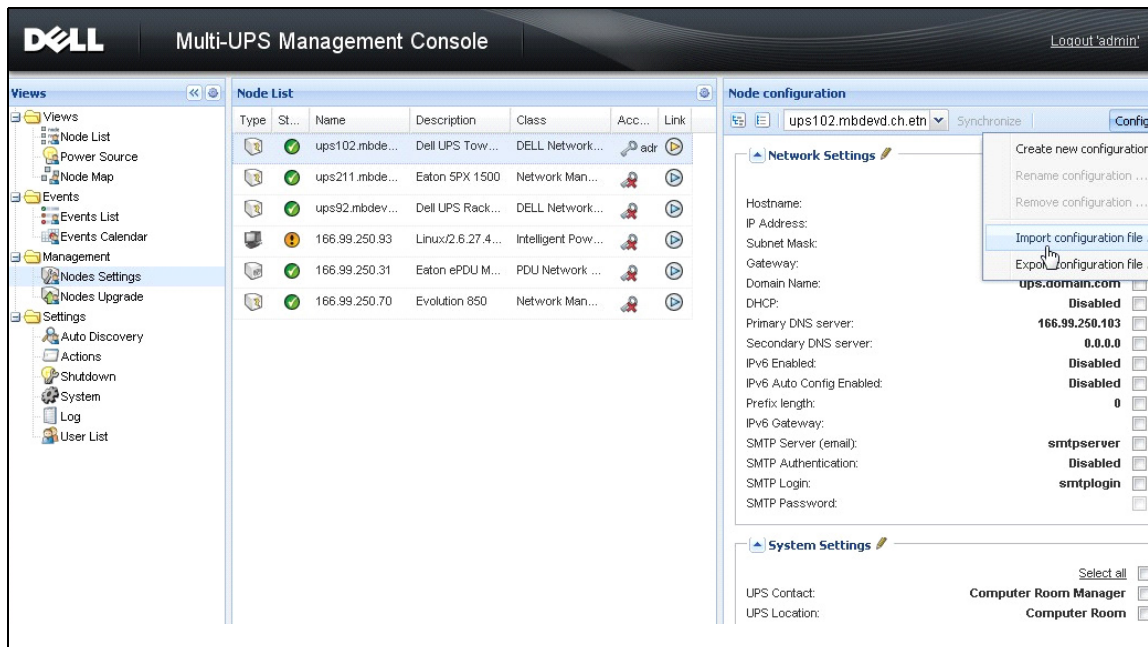 DELL Multi-UPS Management Console Logout 'admin'
Views
Views
Node List
Power Source
Node Map
Events
Events List
Events Calendar
Management
Nodes Settings
Nodes Upgrade
Settings
Auto Discovery
Actions
Shutdown
System
Log
User List
Node List
Type St... Name Description Class Acc... Link
ups102.mbde... Dell UPS Tow... DELL Network... adr
ups211.mbde... Eaton 5PX 1500 Network Man...
ups92.mbdev... Dell UPS Rack... DELL Network...
166.99.250.93 Linux/2.6.27.4... Intelligent Pow...
166.99.250.31 Eaton ePDU M... PDU Network ...
166.99.250.70 Evolution 850 Network Man...
Node configuration
ups102.mbdevd.ch.etn Synchronize Config
Create new configuration
Rename configuration ...
Remove configuration ...
Import configuration file
Export configuration file
Network Settings
Hostname:
IP Address:
Subnet Mask:
Gateway:
Domain Name: ups.domain.com
DHCP: Disabled
Primary DNS server: 166.99.250.103
Secondary DNS server: 0.0.0.0
IPv6 Enabled: Disabled
IPv6 Auto Config Enabled: Disabled
Prefix length: 0
IPv6 Gateway:
SMTP Server (email): smtpserver
SMTP Authentication: Disabled
SMTP Login: smtplogin
SMTP Password:
System Settings
Select all
UPS Contact: Computer Room Manager
UPS Location: Computer Room